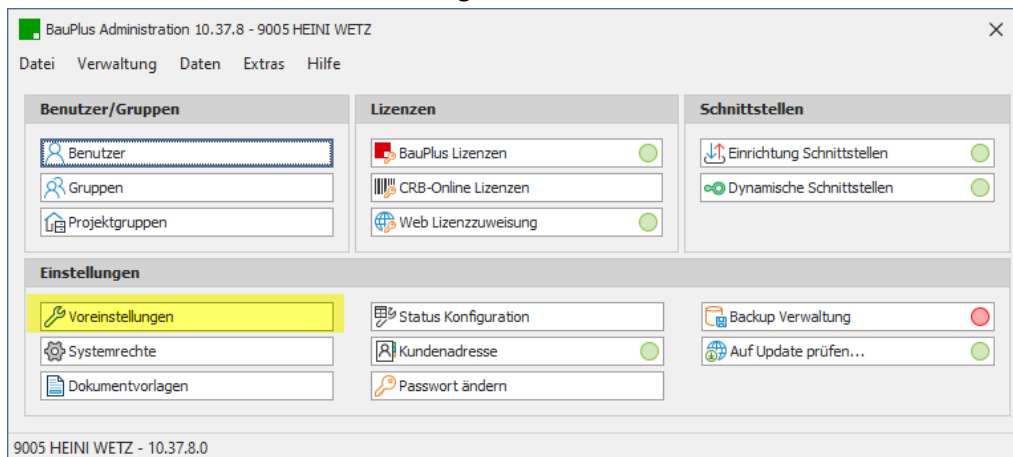 BauPlus Administration 10.37.8 - 9005 HEINI WETZ
Datei Verwaltung Daten Extras Hilfe
Benutzer/Gruppen
Benutzer
Gruppen
Projektgruppen
Lizenzen
BauPlus Lizenzen
CRB-Online Lizenzen
Web Lizenzzuweisung
Schnittstellen
Einrichtung Schnittstellen
Dynamische Schnittstellen
Einstellungen
Voreinstellungen
Systemrechte
Dokumentvorlagen
Status Konfiguration
Kundenadresse
Passwort ändern
Backup Verwaltung
Auf Update prüfen...
9005 HEINI WETZ - 10.37.8.0